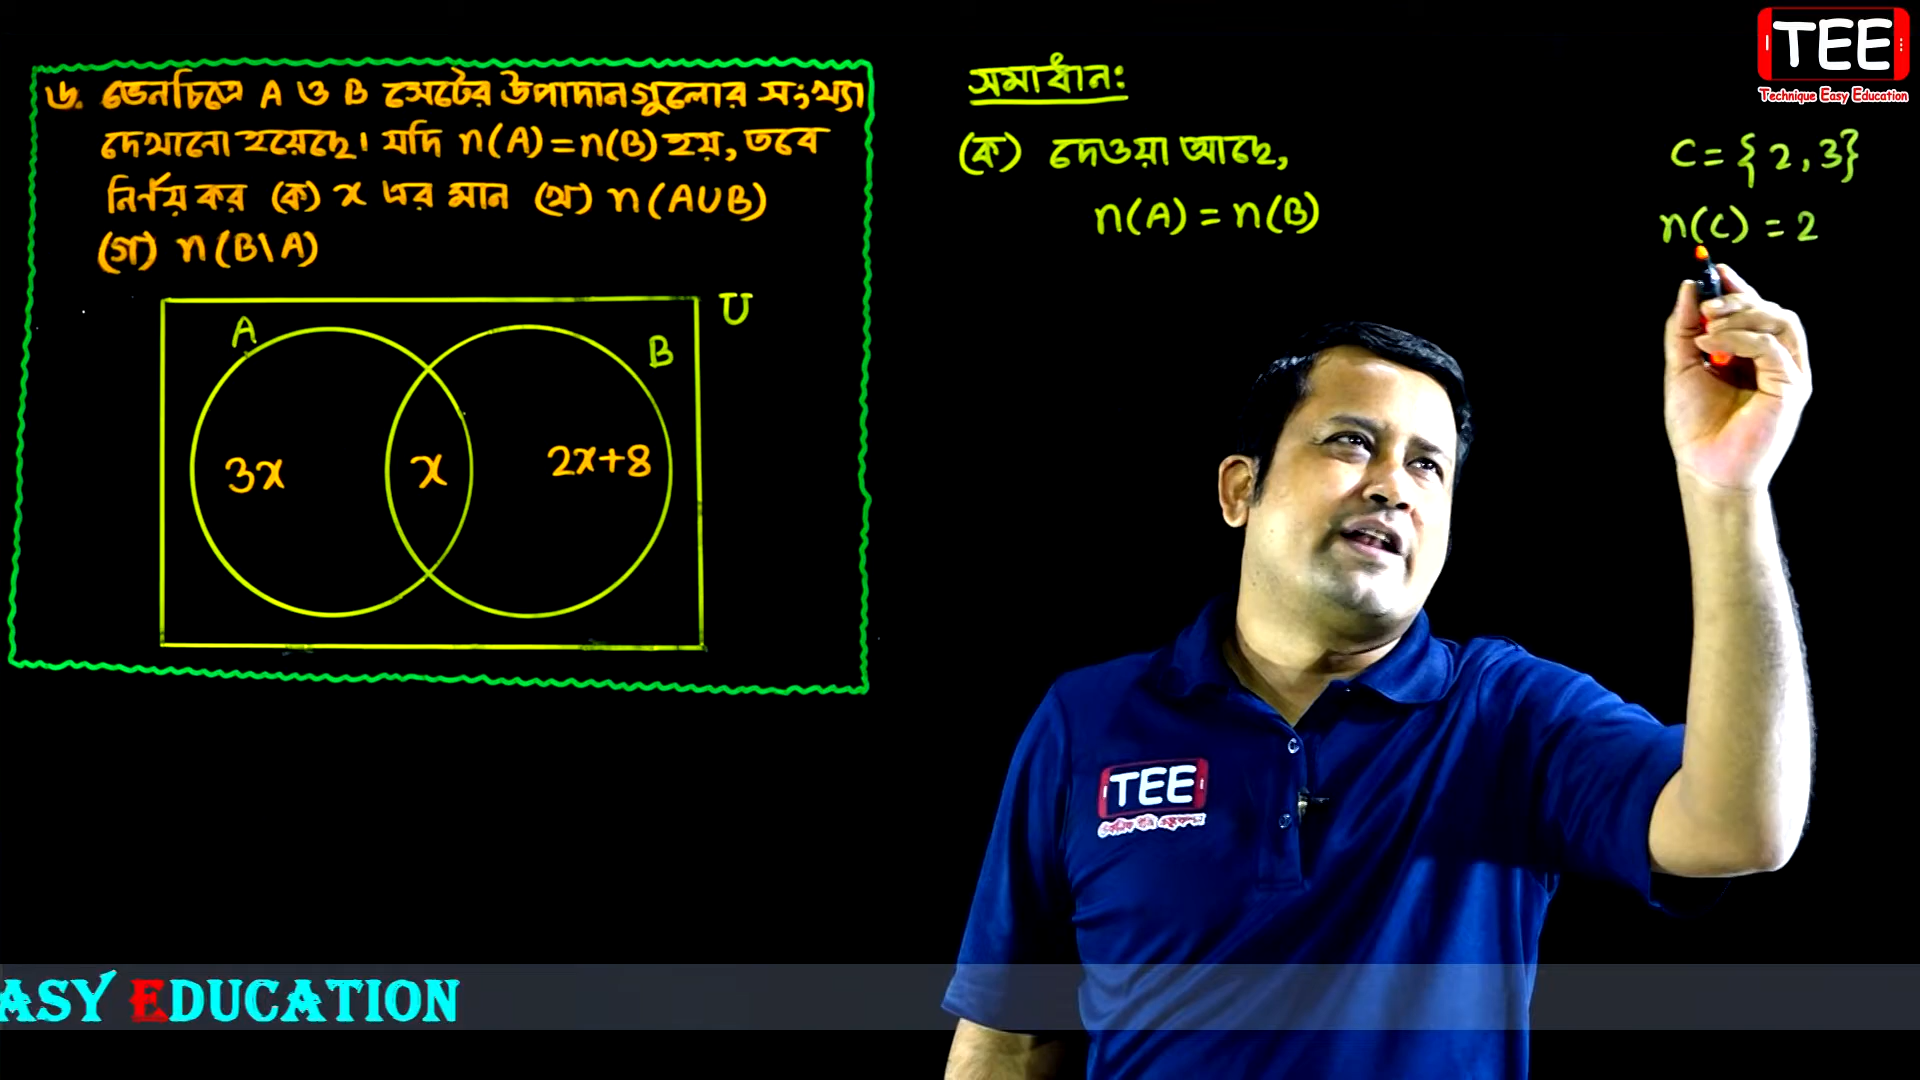 ৬. ভেনচিত্রে A ও B সেটের উপাদানগুলোর সংখ্যা
দেখানো হয়েছে। যদি n(A)=n(B) হয়, তবে
নির্ণয় কর (ক) x এর মান (খ) n(A∪B)
(গ) n(B\A)
U
A
B
3x
x
2x+8
সমাধান:
(ক) দেওয়া আছে,
n(A) = n(B)
C = {2,3}
n(C) = 2
TEE
Technique Easy Education
TEE
ASY EDUCATION